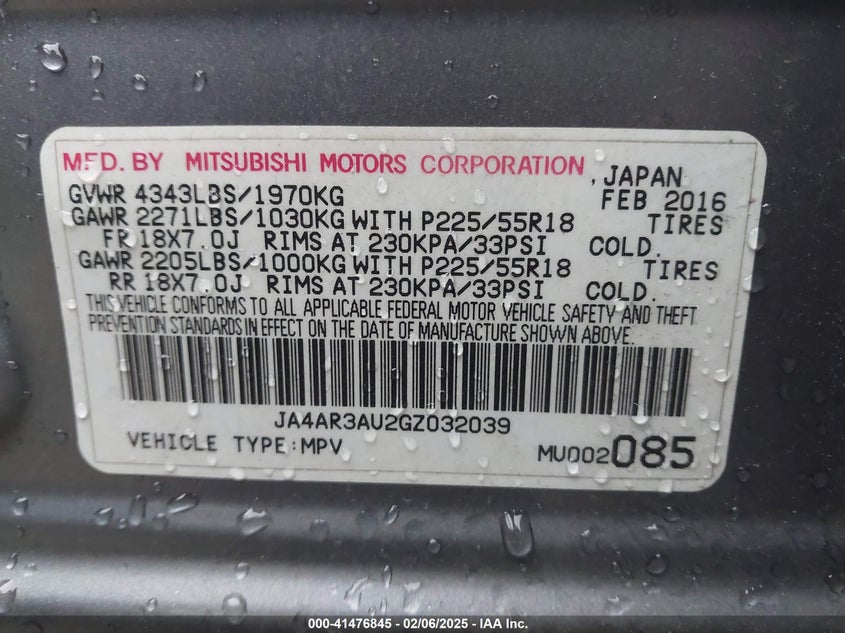 MFD. BY MITSUBISHI MOTORS CORPORATION , JAPAN
GVWR 4343LBS/1970KG FEB 2016
GAWR 2271LBS/1030KG WITH P225/55R18 TIRES
FR 18X7.0J RIMS AT 230KPA/33PSI COLD.
GAWR 2205LBS/1000KG WITH P225/55R18 TIRES
RR 18X7.0J RIMS AT 230KPA/33PSI COLD.
THIS VEHICLE CONFORMS TO ALL APPLICABLE FEDERAL MOTOR VEHICLE SAFETY AND THEFT
PREVENTION STANDARDS IN EFFECT ON THE DATE OF MANUFACTURE SHOWN ABOVE.
JA4AR3AU2GZ032039
VEHICLE TYPE:MPV MU002085
000-41476845 - 02/06/2025 - IAA Inc.